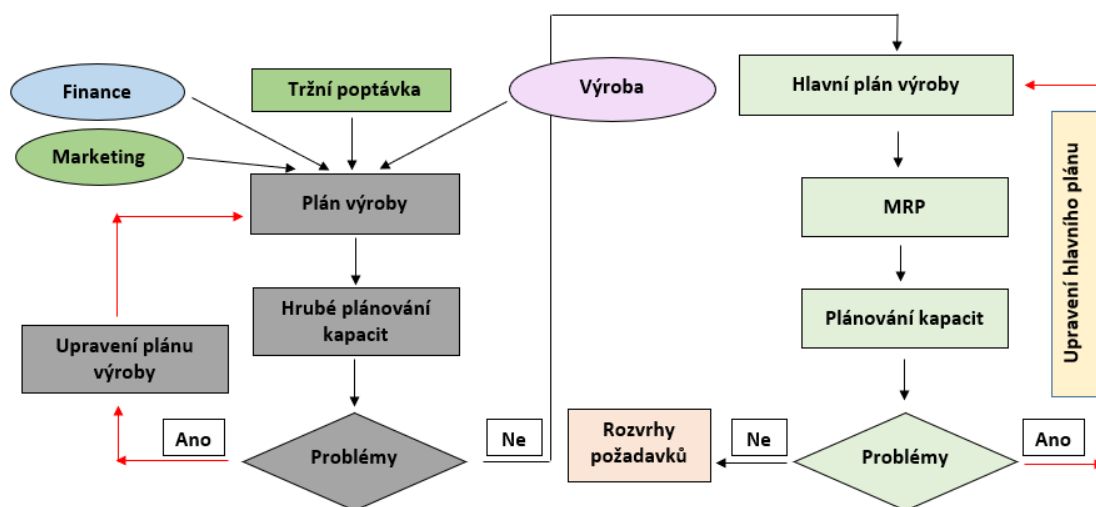 Finance
Tržní poptávka
Výroba
Marketing
Plán výroby
Hrubé plánování
kapacit
Upravení plánu
výroby
Ano
Problémy
Ne
Hlavní plán výroby
MRP
Plánování kapacit
Upravení hlavního plánu
Rozvrhy
požadavků
Ne
Problémy
Ano